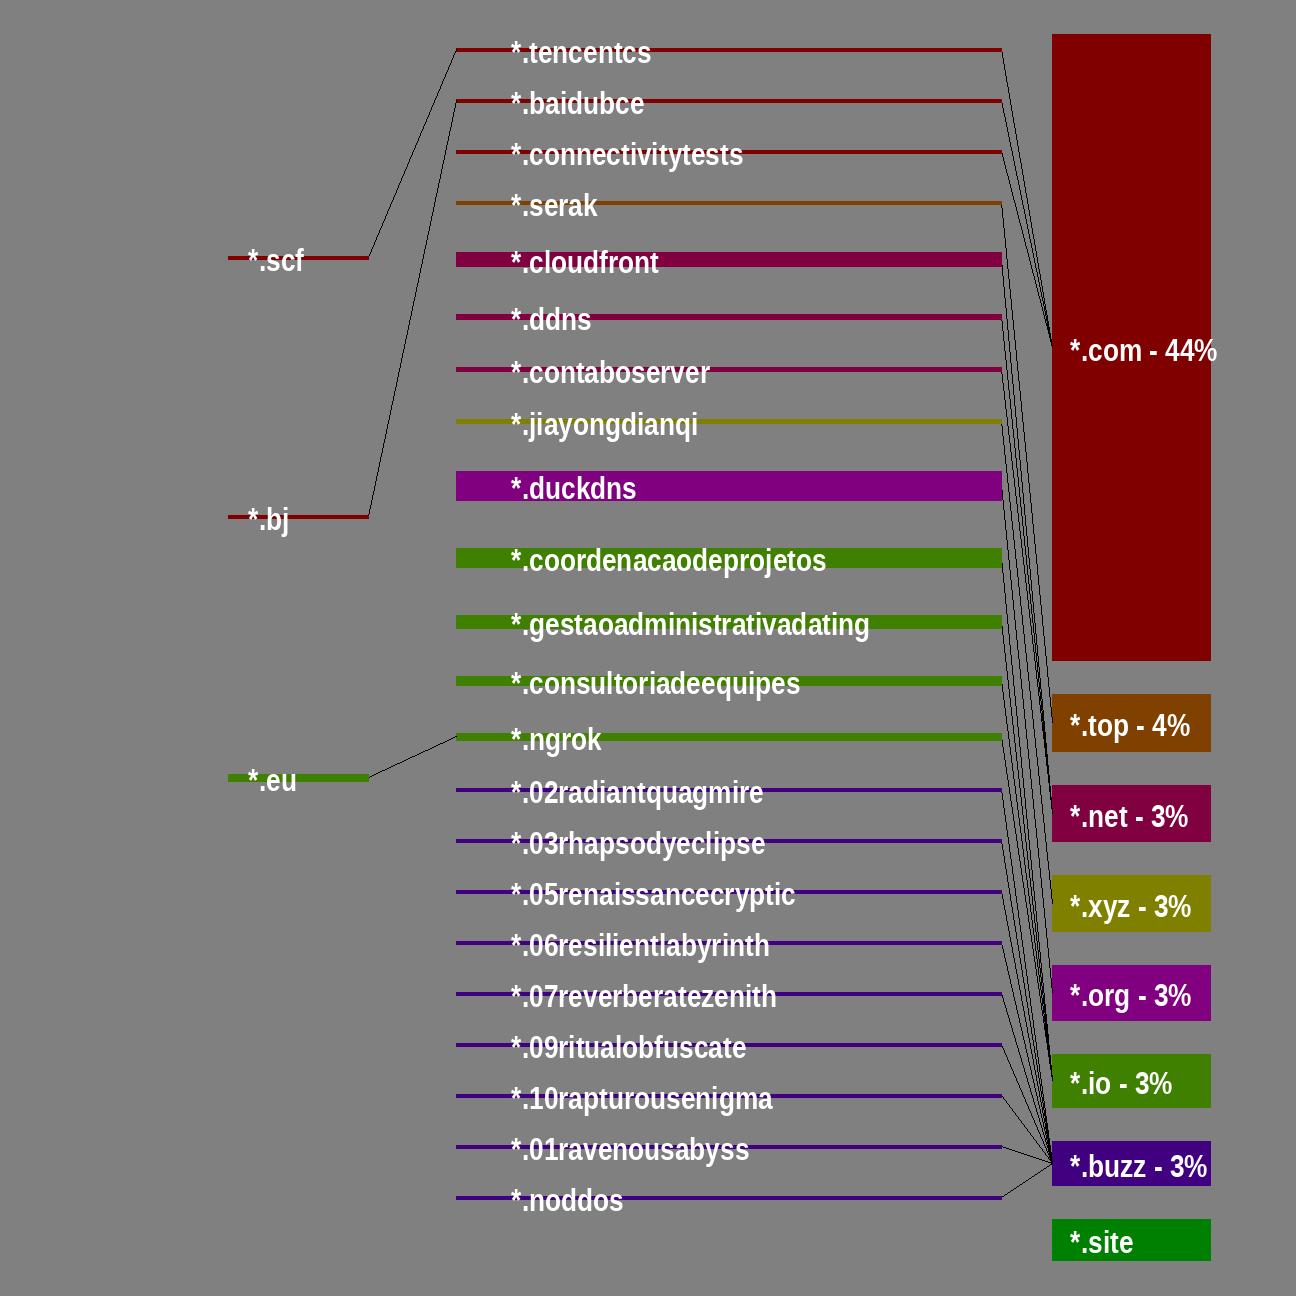 *.tencentcs
*.baidubce
*.connectivitytests
*.serak
*.scf
*.cloudfront
*.ddns
*.com - 44%
*.contaboserver
*.jiayongdianqi
*.duckdns
*.bj
*.coordenacaodeprojetos
*.gestaoadministrativadating
*.consultoriadeequipes
*.top - 4%
*.ngrok
*.eu
*.02radiantquagmire
*.net - 3%
*.03rhapsodyeclipse
*.05renaissancecryptic
*.xyz - 3%
*.06resilientlabyrinth
*.07reverberatezenith
*.org - 3%
*.09ritualobfuscate
*.io - 3%
*.10rapturousenigma
*.01ravenousabyss
*.buzz - 3%
*.noddos
*.site